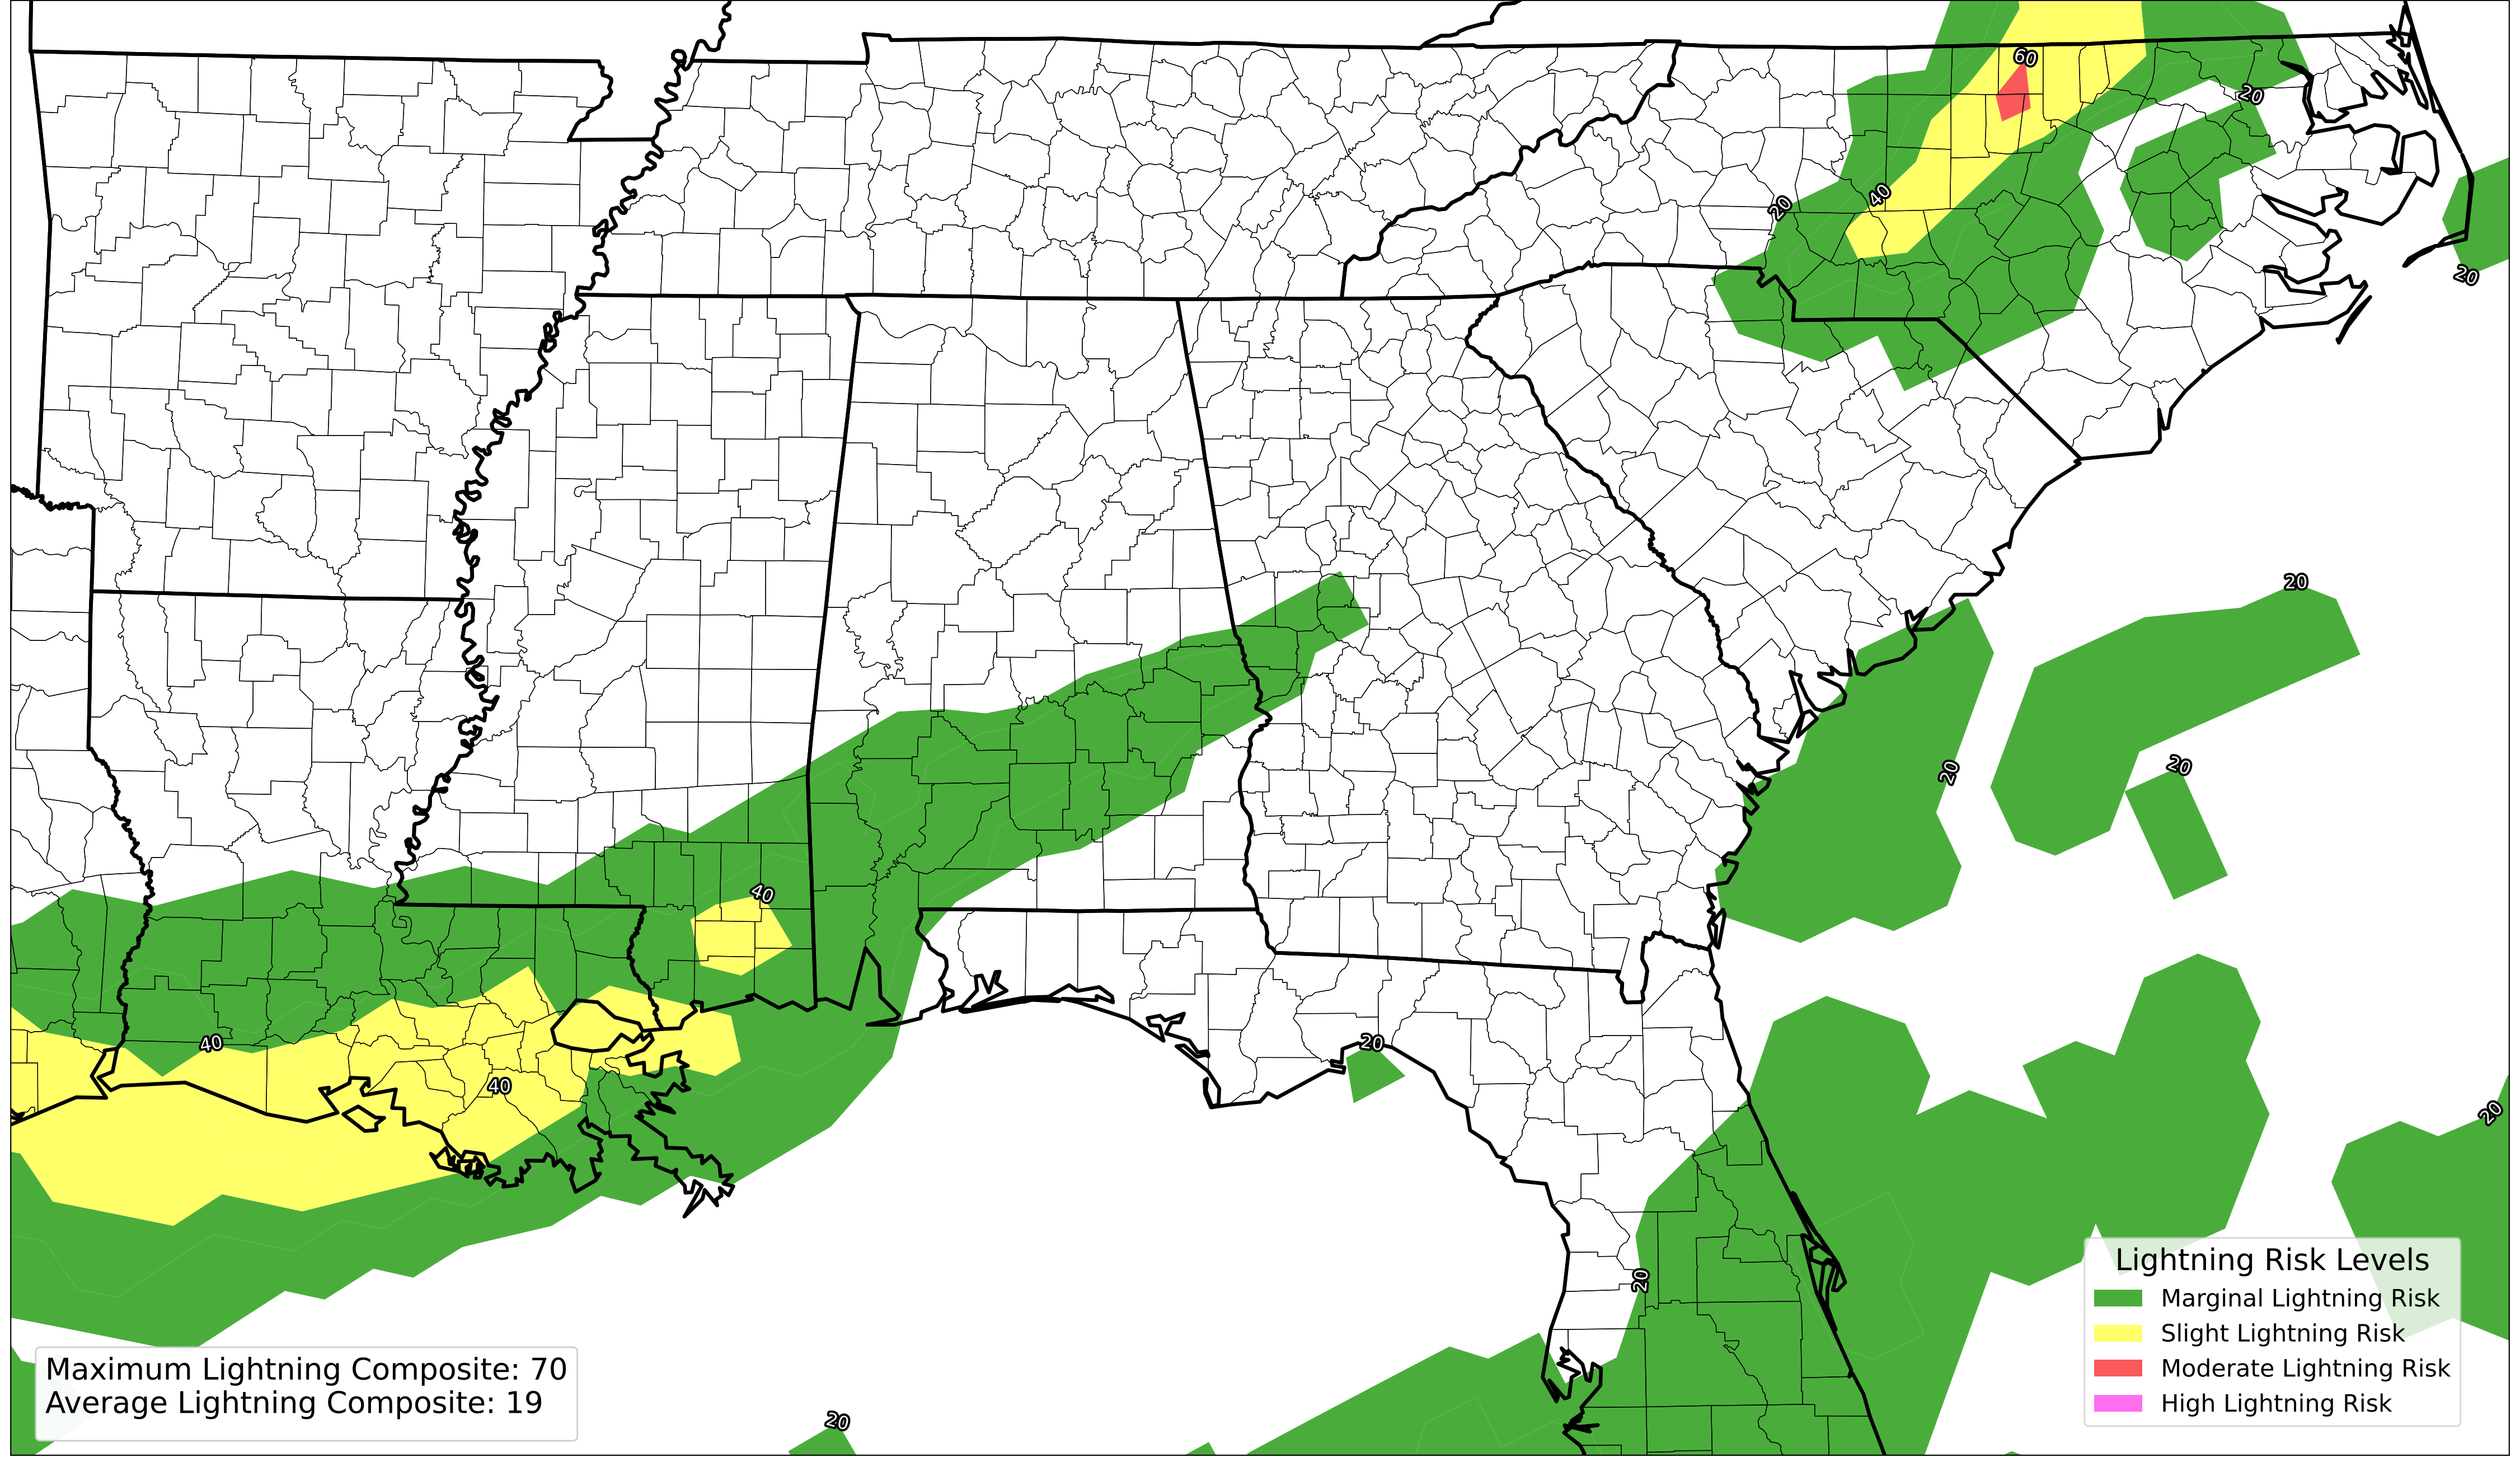 60
20
40
20
20
20
20
20
40
40
20
40
20
20
20
Lightning Risk Levels
Marginal Lightning Risk
Slight Lightning Risk
Moderate Lightning Risk
High Lightning Risk
Maximum Lightning Composite: 70
Average Lightning Composite: 19